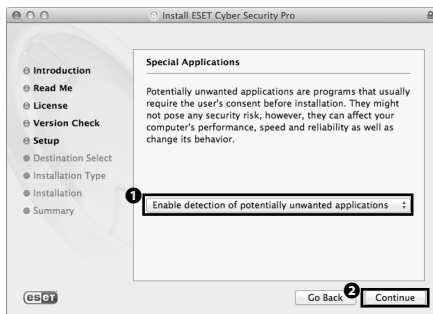 Install ESET Cyber Security Pro
Introduction
Read Me
License
Version Check
Setup
Destination Select
Installation Type
Installation
Summary
Special Applications
Potentially unwanted applications are programs that usually
require the user's consent before installation. They might
not pose any security risk, however, they can affect your
computer's performance, speed and reliability as well as
change its behavior.
1
Enable detection of potentially unwanted applications
eset
Go Back
2
Continue